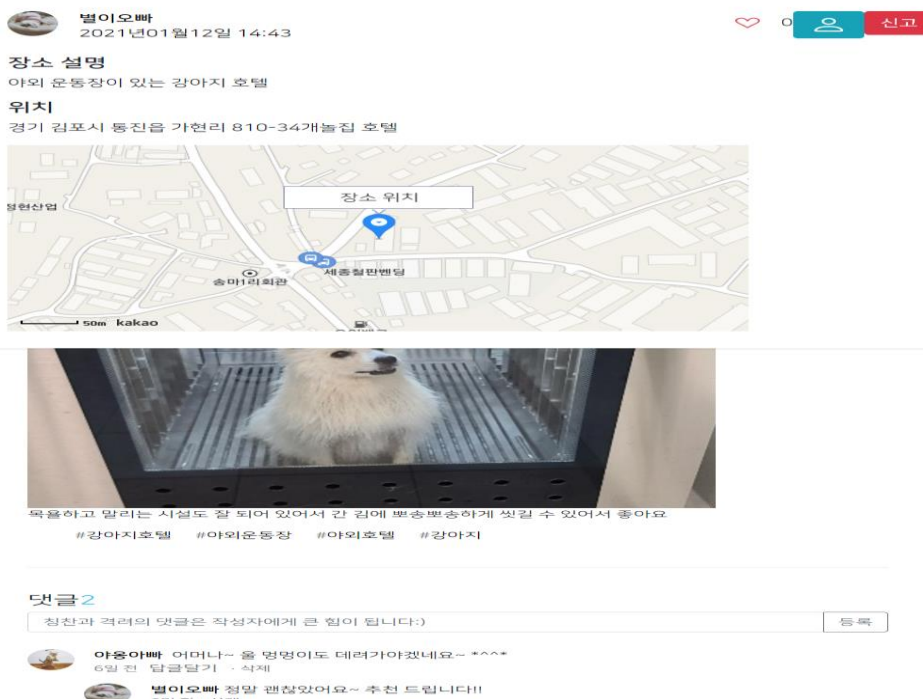 별이오빠
2021년01월12일 14:43
0
신고
장소 설명
야외 운동장이 있는 강아지 호텔
위치
경기 김포시 통진읍 가현리 810-34개놀집 호텔
장소 위치
정현산업
세종철판벤딩
송마1리회관
50m kakao
목욕하고 말리는 시설도 잘 되어 있어서 간 김에 뽀송뽀송하게 씻길 수 있어서 좋아요
#강아지호텔 #야외운동장 #야외호텔 #강아지
댓글2
칭찬과 격려의 댓글은 작성자에게 큰 힘이 됩니다:)
등록
야옹아빠 어머나~ 울 멍멍이도 데려가야겠네요~ *^^*
6일 전 답글달기 · 삭제
별이오빠 정말 괜찮았어요~ 추천 드립니다!!